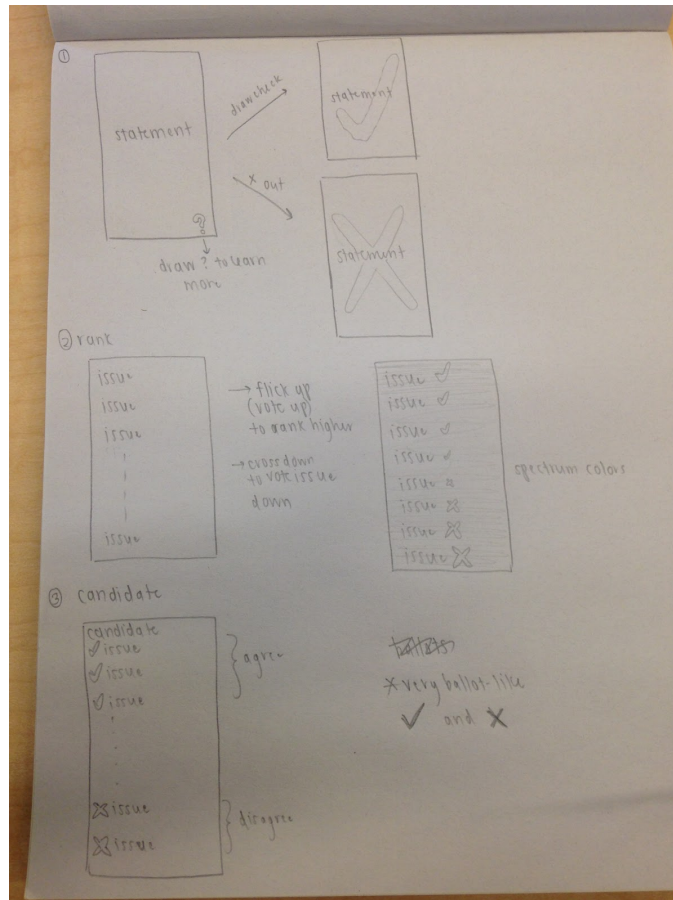 ①
statement
draw check
statement
x out
statement
?
draw ? to learn
more
② rank
issue
issue
issue
issue
→ flick up
(vote up)
to rank higher
→ cross down
to vote issue
down
issue ✓
issue ✓
issue ✓
issue ✓
issue x
issue x
issue x
issue x
spectrum colors
③ candidate
candidate
✓ issue
✓ issue
✓ issue
agree
x issue
x issue
disagree
* very ballot-like
✓ and x